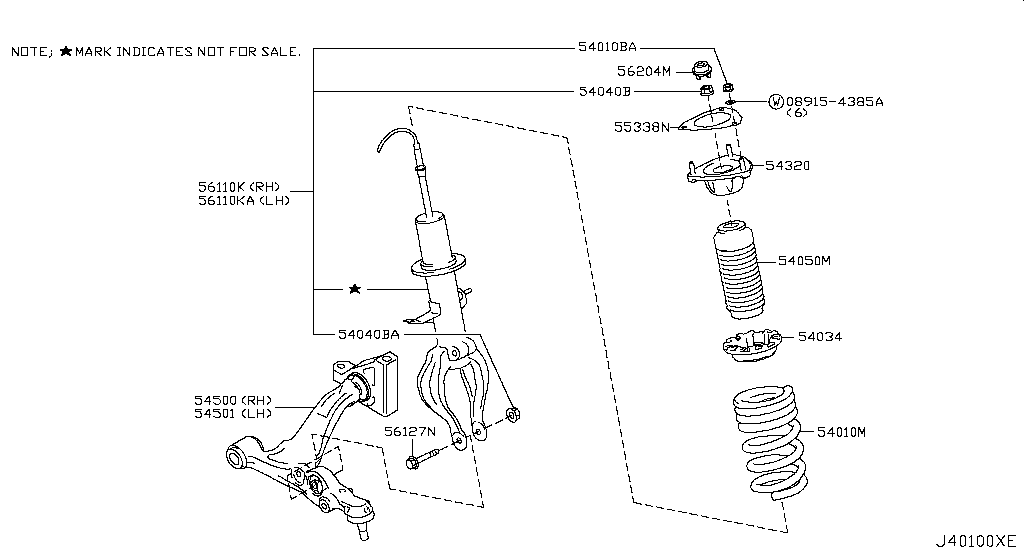 NOTE; ★MARK INDICATES NOT FOR SALE.
54010BA
56204M
54040B
W 08915-4385A
(6)
55338N
54320
56110K (RH)
56110KA (LH)
54050M
★
54040BA
54034
54500 (RH)
54501 (LH)
56127N
54010M
J40100XE